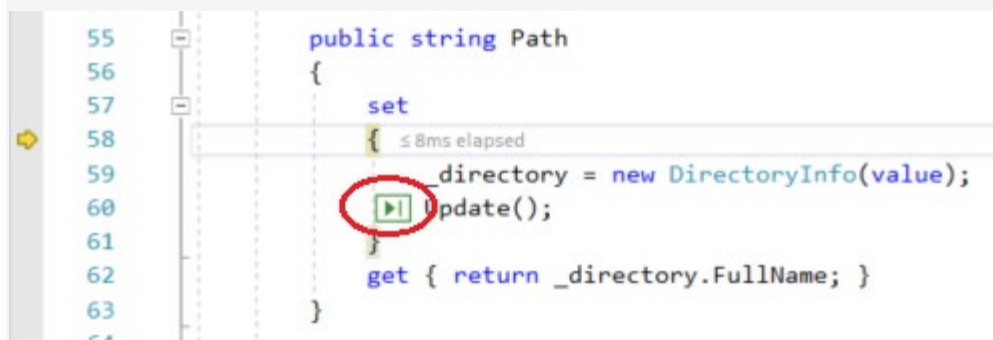 55 public string Path
56 {
57 set
58 { ≤ 8ms elapsed
59 _directory = new DirectoryInfo(value);
60 Update();
61 }
62 get { return _directory.FullName; }
63 }